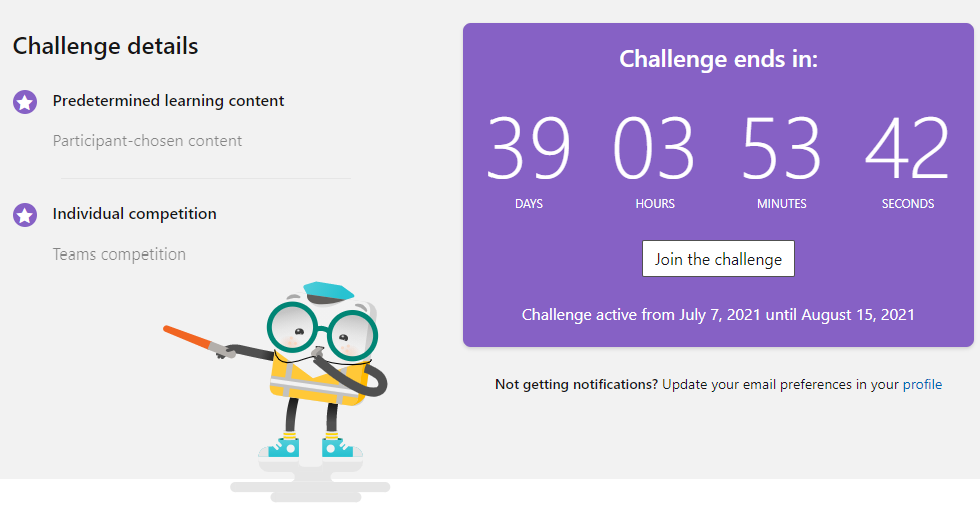 Challenge details
Predetermined learning content
Participant-chosen content
Individual competition
Teams competition
Challenge ends in:
39 03 53 42
DAYS HOURS MINUTES SECONDS
Join the challenge
Challenge active from July 7, 2021 until August 15, 2021
Not getting notifications? Update your email preferences in your profile